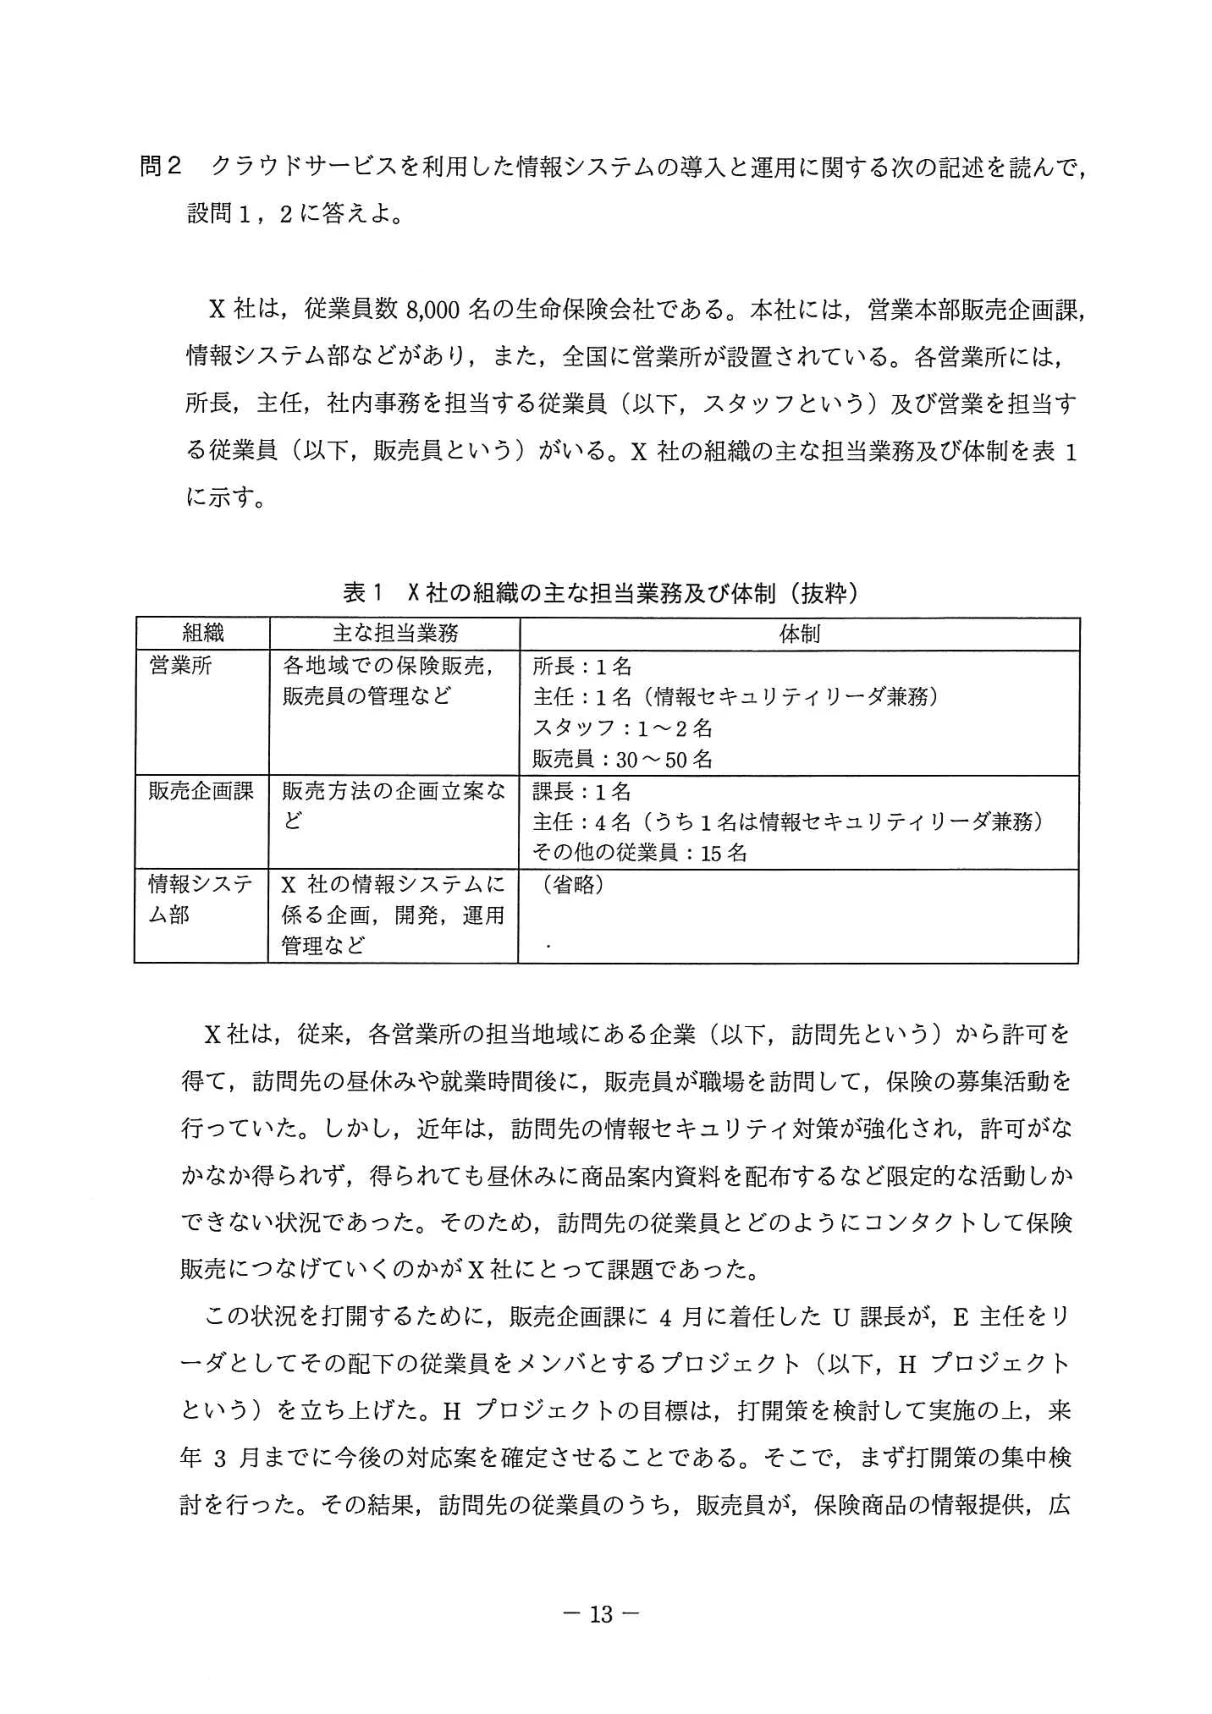 問2　クラウドサービスを利用した情報システムの導入と運用に関する次の記述を読んで，
設問1，2に答えよ。
X 社は，従業員数 8,000 名の生命保険会社である。本社には，営業本部販売企画課，
情報システム部などがあり，また，全国に営業所が設置されている。各営業所には，
所長，主任，社内事務を担当する従業員（以下，スタッフという）及び営業を担当す
る従業員（以下，販売員という）がいる。X 社の組織の主な担当業務及び体制を表 1
に示す。
表1　X社の組織の主な担当業務及び体制（抜粋）
組織　主な担当業務　体制
営業所　各地域での保険販売，　所長：1名
販売員の管理など　主任：1名（情報セキュリティリーダ兼務）
スタッフ：1～2名
販売員：30～50名
販売企画課　販売方法の企画立案な　課長：1名
ど　主任：4名（うち1名は情報セキュリティリーダ兼務）
その他の従業員：15名
情報システ　X 社の情報システムに　（省略）
ム部　係る企画，開発，運用
管理など
X社は，従来，各営業所の担当地域にある企業（以下，訪問先という）から許可を
得て，訪問先の昼休みや就業時間後に，販売員が職場を訪問して，保険の募集活動を
行っていた。しかし，近年は，訪問先の情報セキュリティ対策が強化され，許可がな
かなか得られず，得られても昼休みに商品案内資料を配布するなど限定的な活動しか
できない状況であった。そのため，訪問先の従業員とどのようにコンタクトして保険
販売につなげていくのかがX社にとって課題であった。
この状況を打開するために，販売企画課に 4 月に着任した U 課長が，E 主任をリ
ーダとしてその配下の従業員をメンバとするプロジェクト（以下，H プロジェクト
という）を立ち上げた。H プロジェクトの目標は，打開策を検討して実施の上，来
年 3 月までに今後の対応案を確定させることである。そこで，まず打開策の集中検
討を行った。その結果，訪問先の従業員のうち，販売員が，保険商品の情報提供，広
－ 13 －